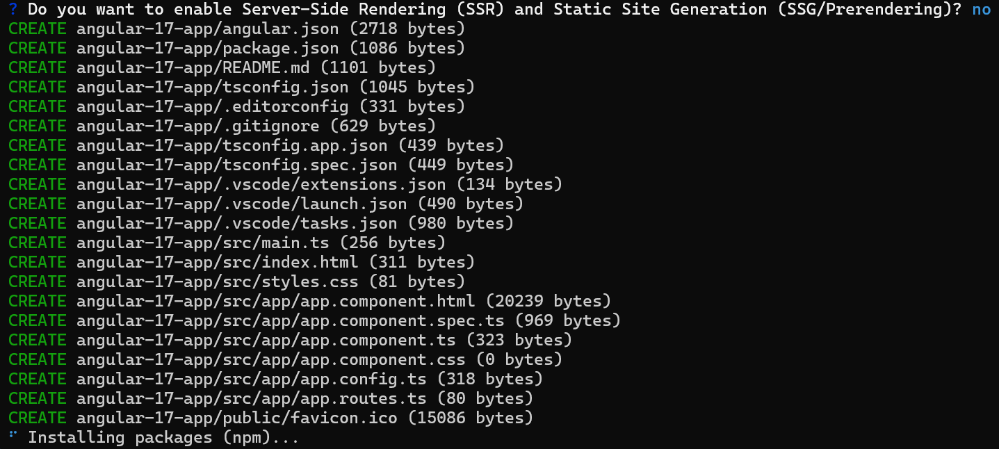 ? Do you want to enable Server-Side Rendering (SSR) and Static Site Generation (SSG/Prerendering)? no
CREATE angular-17-app/angular.json (2718 bytes)
CREATE angular-17-app/package.json (1086 bytes)
CREATE angular-17-app/README.md (1101 bytes)
CREATE angular-17-app/tsconfig.json (1045 bytes)
CREATE angular-17-app/.editorconfig (331 bytes)
CREATE angular-17-app/.gitignore (629 bytes)
CREATE angular-17-app/tsconfig.app.json (439 bytes)
CREATE angular-17-app/tsconfig.spec.json (449 bytes)
CREATE angular-17-app/.vscode/extensions.json (134 bytes)
CREATE angular-17-app/.vscode/launch.json (490 bytes)
CREATE angular-17-app/.vscode/tasks.json (980 bytes)
CREATE angular-17-app/src/main.ts (256 bytes)
CREATE angular-17-app/src/index.html (311 bytes)
CREATE angular-17-app/src/styles.css (81 bytes)
CREATE angular-17-app/src/app/app.component.html (20239 bytes)
CREATE angular-17-app/src/app/app.component.spec.ts (969 bytes)
CREATE angular-17-app/src/app/app.component.ts (323 bytes)
CREATE angular-17-app/src/app/app.component.css (0 bytes)
CREATE angular-17-app/src/app/app.config.ts (318 bytes)
CREATE angular-17-app/src/app/app.routes.ts (80 bytes)
CREATE angular-17-app/public/favicon.ico (15086 bytes)
Installing packages (npm)...